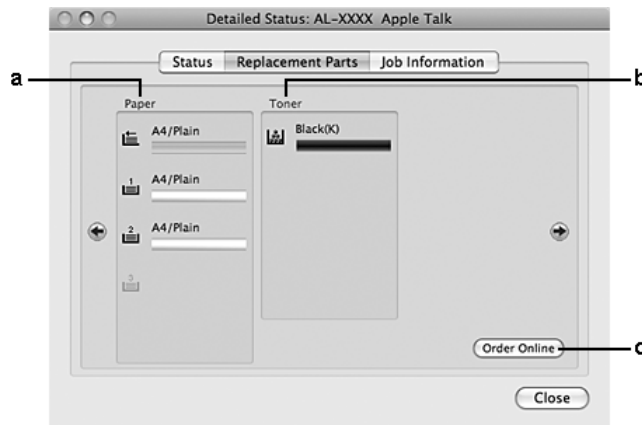 Detailed Status: AL-XXXX Apple Talk
Status Replacement Parts Job Information
a
b
Paper
Toner
A4/Plain
Black(K)
1
A4/Plain
2
A4/Plain
3
Order Online
Close